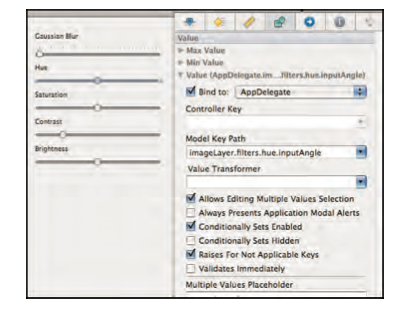 Gaussian Blur
Hue
Saturation
Contrast
Brightness
Value
Max Value
Min Value
Value (AppDelegate.im...filters.hue.inputAngle)
Bind to: AppDelegate
Controller Key
Model Key Path
imageLayer.filters.hue.inputAngle
Value Transformer
Allows Editing Multiple Values Selection
Always Presents Application Modal Alerts
Conditionally Sets Enabled
Conditionally Sets Hidden
Raises For Not Applicable Keys
Validates Immediately
Multiple Values Placeholder